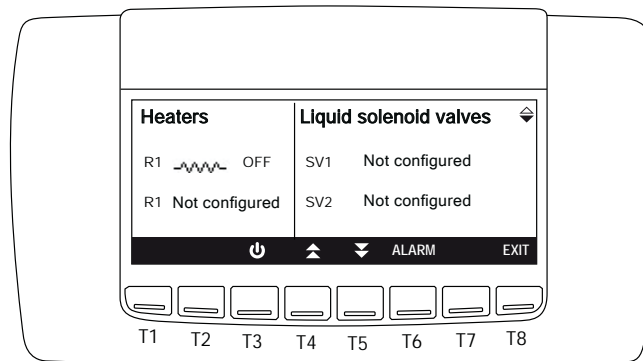 Heaters
R1 OFF
R1 Not configured
Liquid solenoid valves
SV1 Not configured
SV2 Not configured
ALARM EXIT
T1 T2 T3 T4 T5 T6 T7 T8